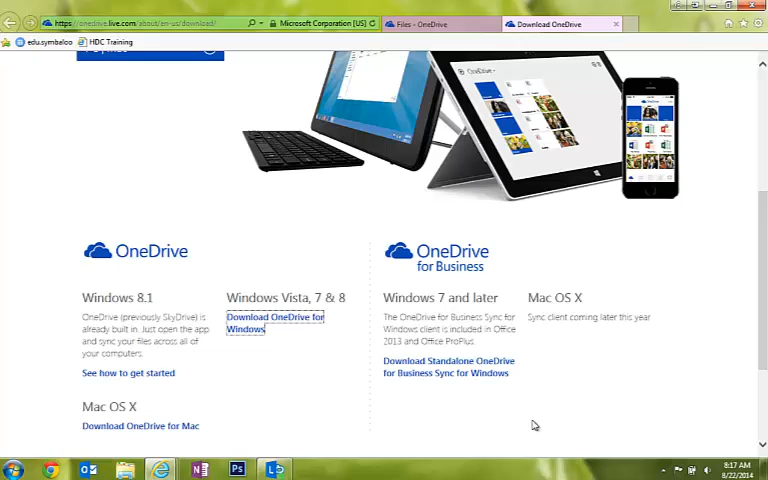 https://onedrive.live.com/about/en-us/download/
Microsoft Corporation [US]
Files - OneDrive
Download OneDrive
edu.symbaloo
HDC Training
OneDrive
OneDrive
for Business
Windows 8.1
Windows Vista, 7 & 8
Windows 7 and later
Mac OS X
OneDrive (previously SkyDrive) is
already built in. Just open the app
and sync your files across all of
your computers.
Download OneDrive for
Windows
The OneDrive for Business Sync for
Windows client is included in Office
2013 and Office ProPlus.
Sync client coming later this year
See how to get started
Download Standalone OneDrive
for Business Sync for Windows
Mac OS X
Download OneDrive for Mac
8:17 AM
8/22/2014